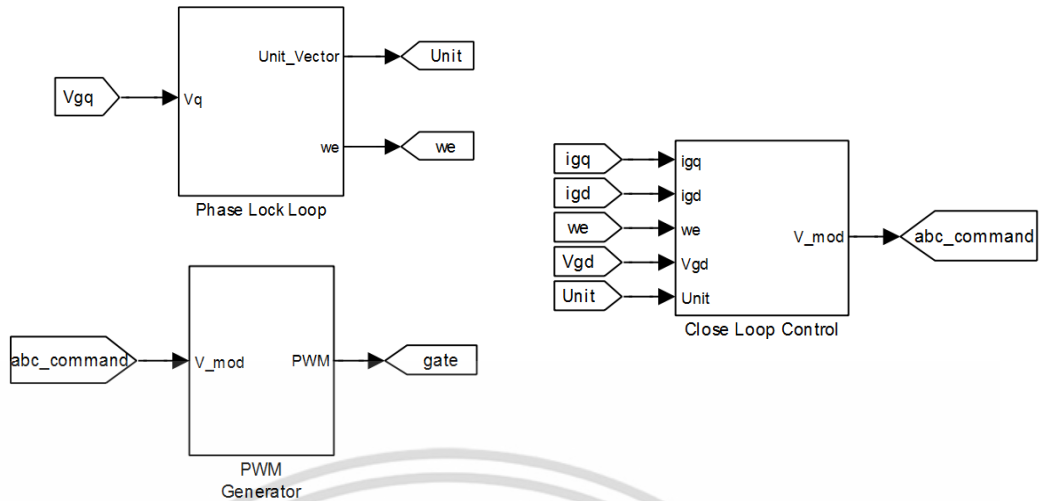 Vgq
Vq
Unit_Vector
we
Unit
we
Phase Lock Loop
igq
igd
we
Vgd
Unit
igq
igd
we
Vgd
Unit
V_mod
abc_command
Close Loop Control
abc_command
V_mod
PWM
gate
PWM
Generator